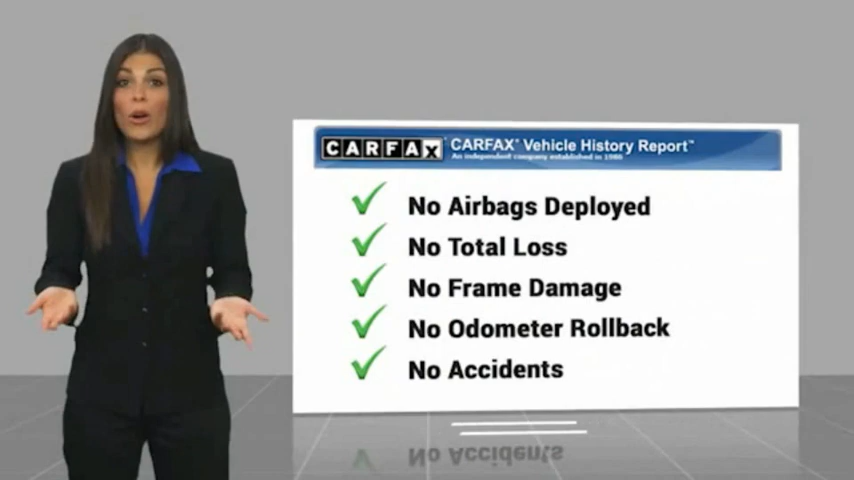 CARFAX CARFAX® Vehicle History Report™
An independent company established in 1986
No Airbags Deployed
No Total Loss
No Frame Damage
No Odometer Rollback
No Accidents
No Accidents